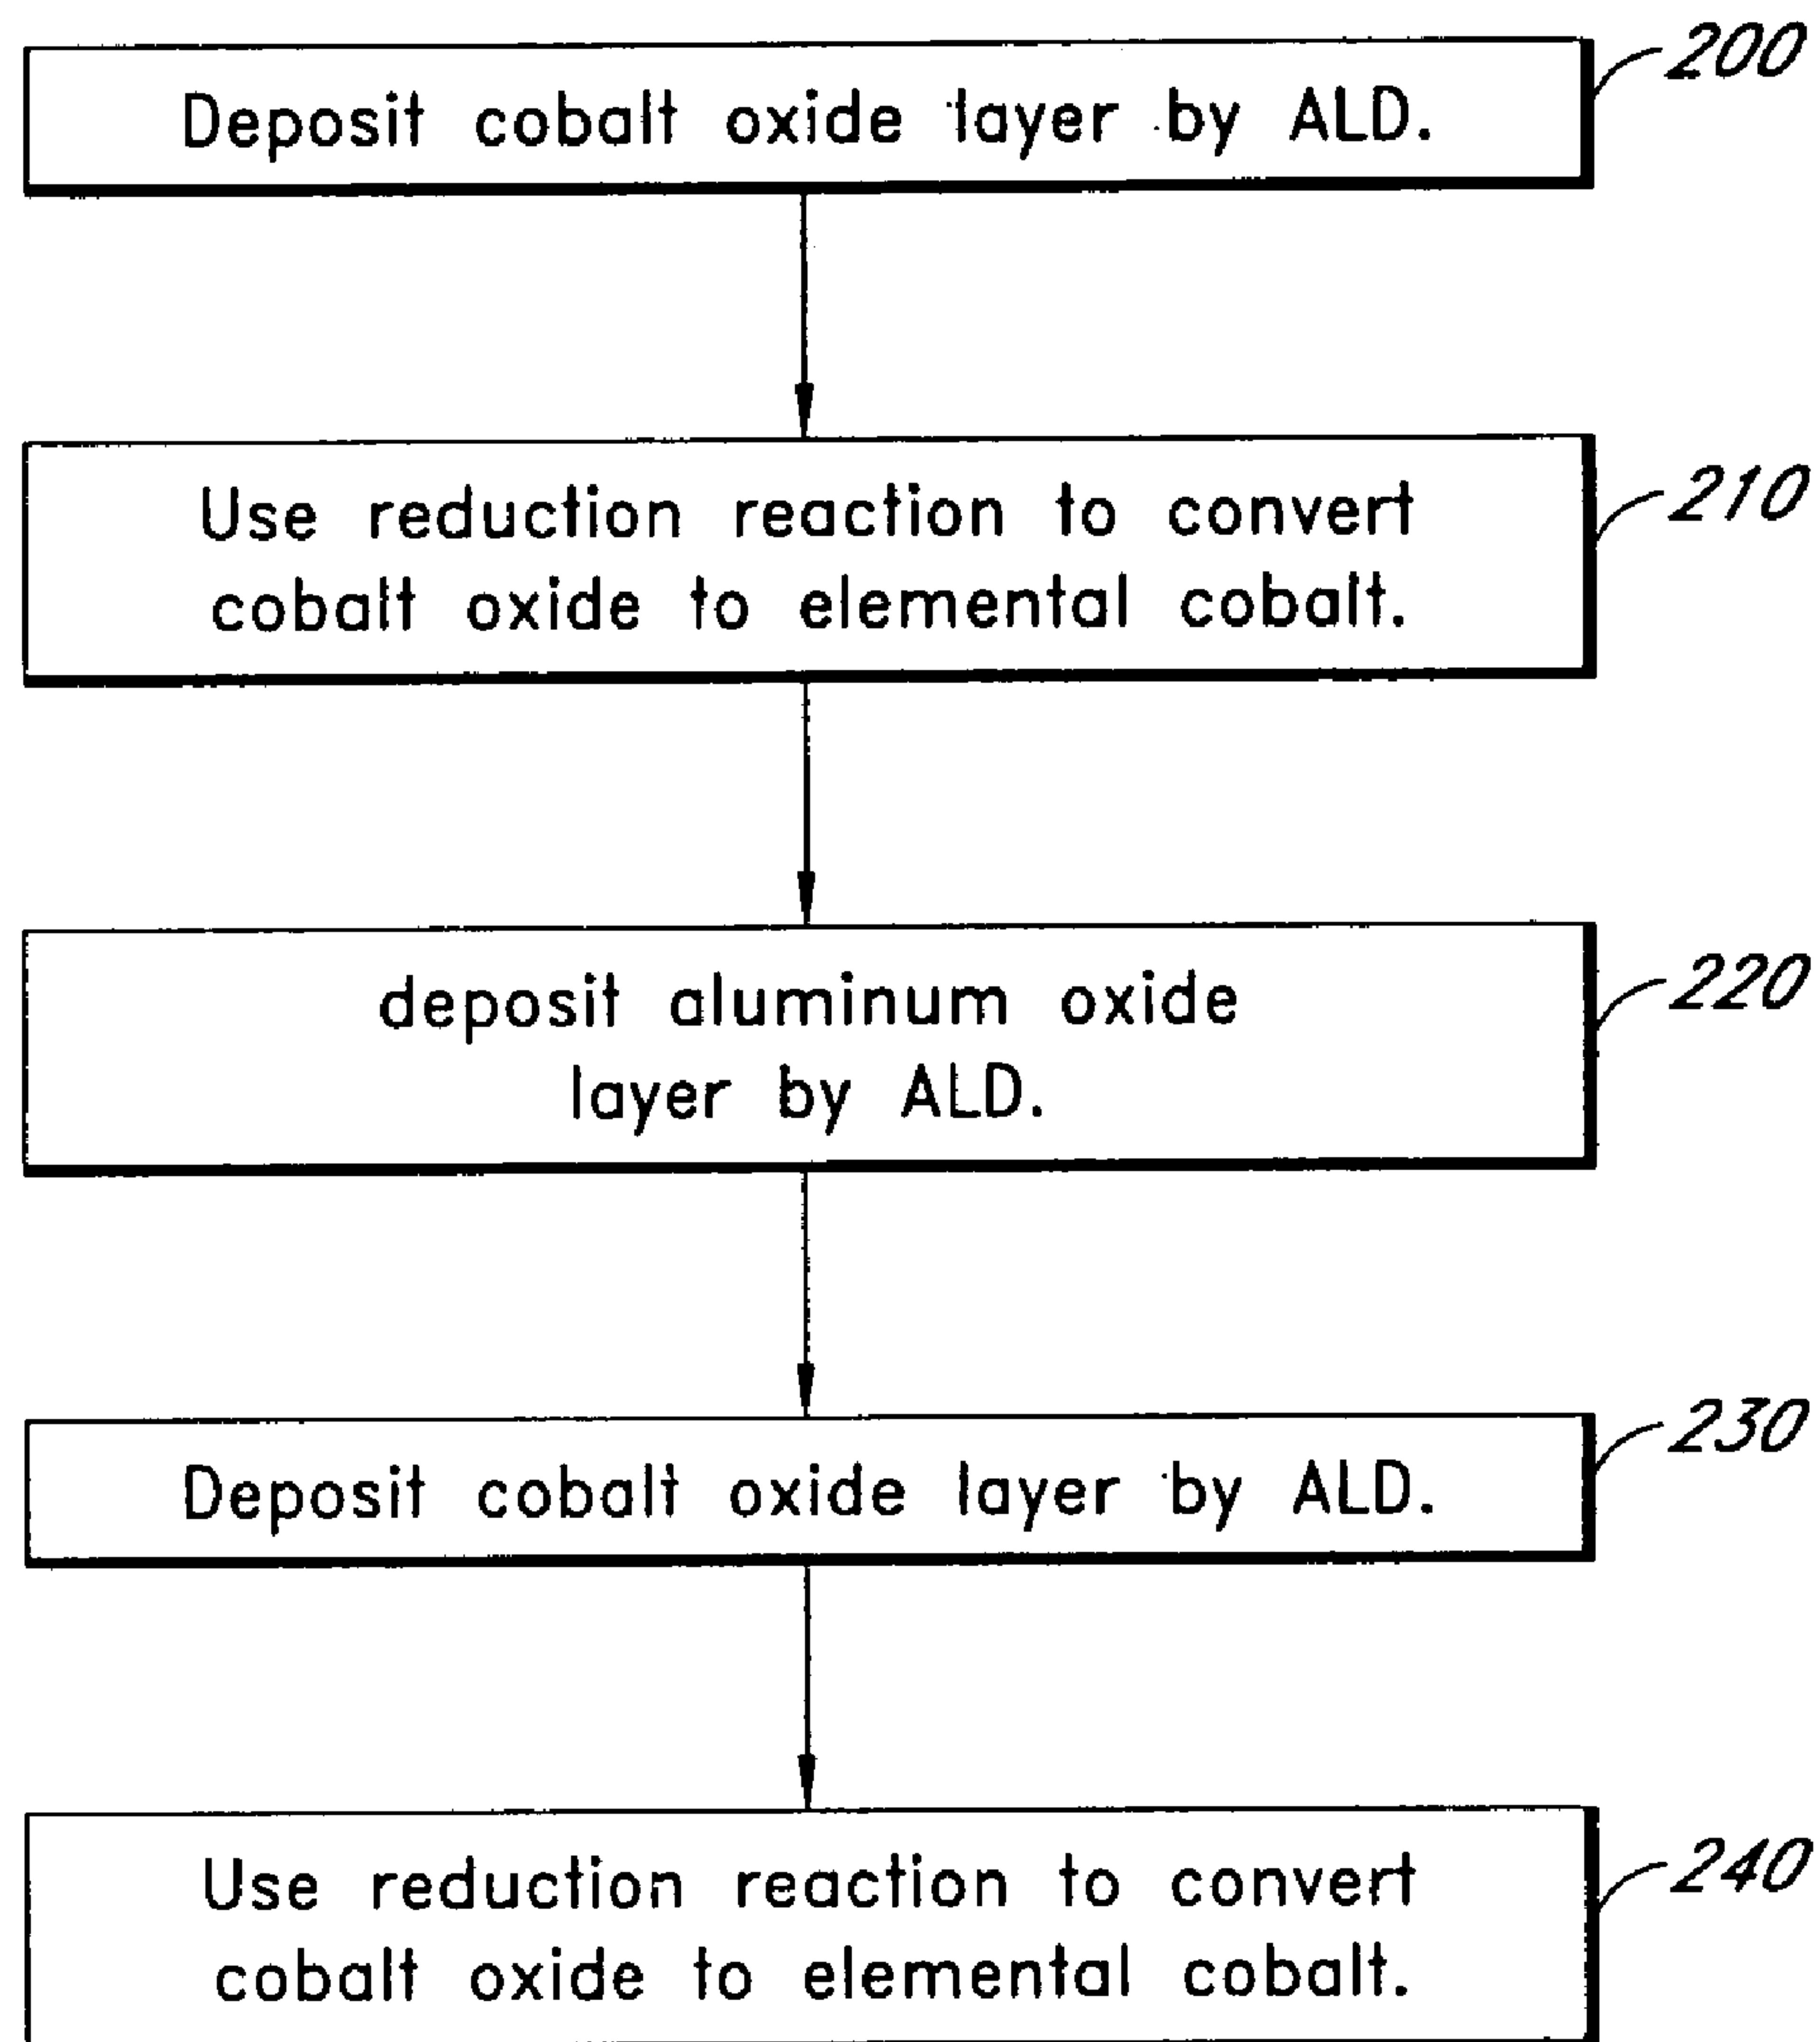 Deposit cobalt oxide layer by ALD.
200
Use reduction reaction to convert
cobalt oxide to elemental cobalt.
210
deposit aluminum oxide
layer by ALD.
220
Deposit cobalt oxide layer by ALD.
230
Use reduction reaction to convert
cobalt oxide to elemental cobalt.
240